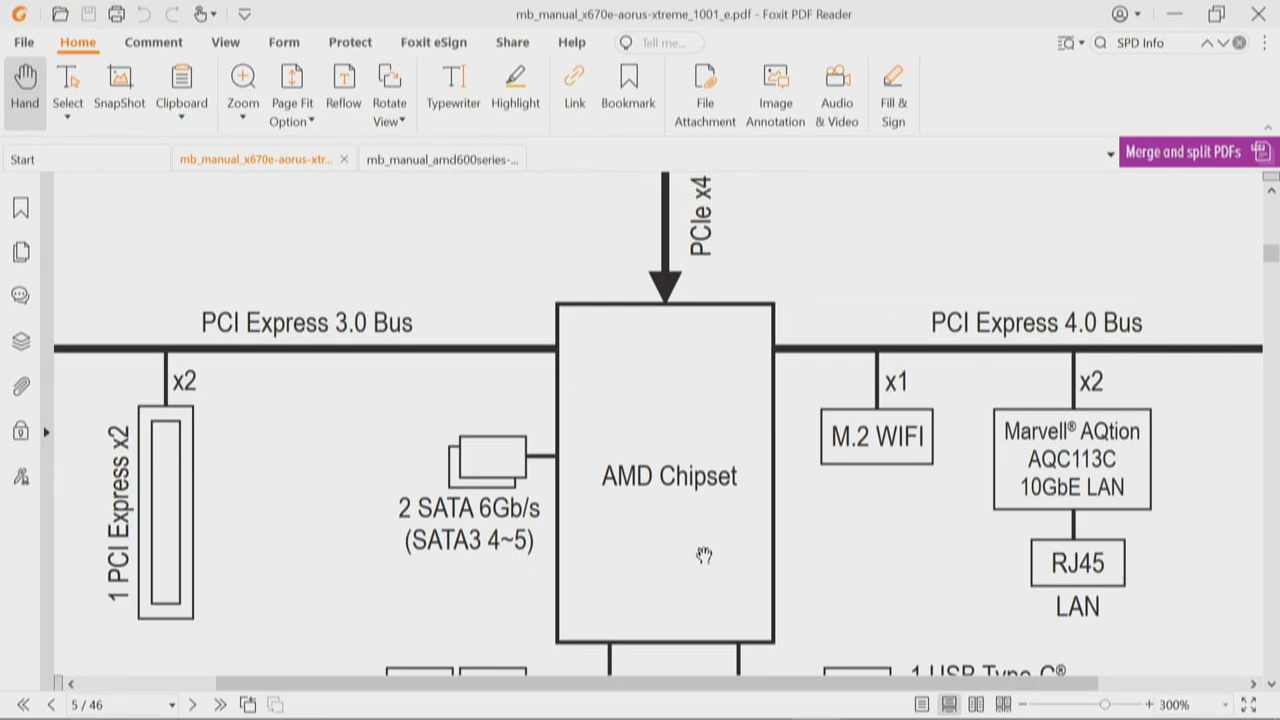 mb_manual_x670e-aorus-xtreme_1001_e.pdf - Foxit PDF Reader
File Home Comment View Form Protect Foxit eSign Share Help Tell me... SPD Info
Hand Select SnapShot Clipboard Zoom Page Fit Option Reflow Rotate View Typewriter Highlight Link Bookmark File Attachment Image Annotation Audio & Video Fill & Sign
Start mb_manual_x670e-aorus-xtr... mb_manual_amd600series-... Merge and split PDFs
PCIe x4
PCI Express 3.0 Bus
PCI Express 4.0 Bus
x2
x1
x2
1 PCI Express x2
M.2 WIFI
Marvell® AQtion
AQC113C
10GbE LAN
AMD Chipset
2 SATA 6Gb/s
(SATA3 4~5)
RJ45
LAN
1 USB Type-C®
5 / 46
300%